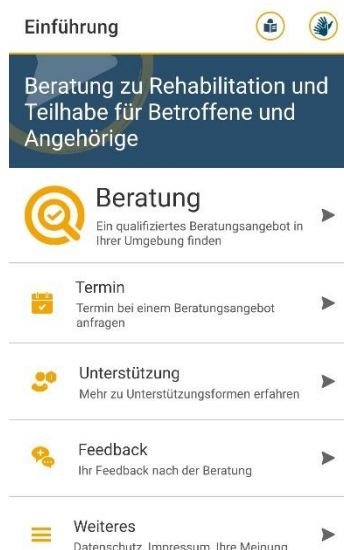 Einführung
Beratung zu Rehabilitation und
Teilhabe für Betroffene und
Angehörige
Beratung
Ein qualifiziertes Beratungsangebot in
Ihrer Umgebung finden
Termin
Termin bei einem Beratungsangebot
anfragen
Unterstützung
Mehr zu Unterstützungsformen erfahren
Feedback
Ihr Feedback nach der Beratung
Weiteres
Datenschutz, Impressum, Ihre Meinung